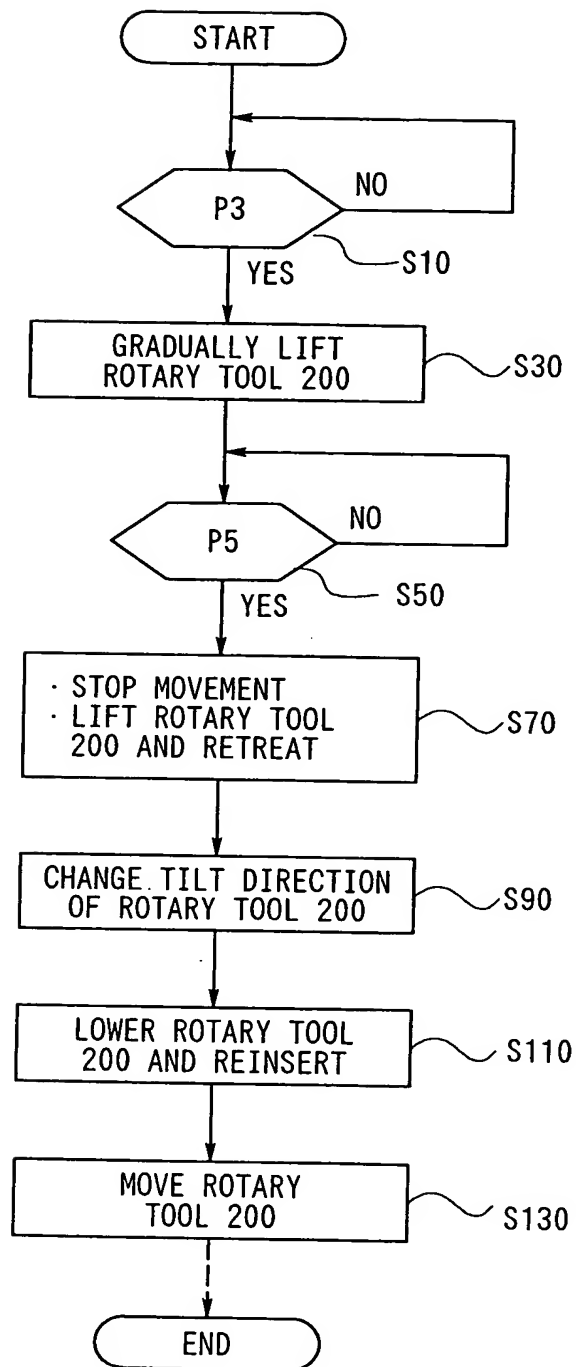 START
P3
NO
S10
YES
GRADUALLY LIFT
ROTARY TOOL 200
S30
P5
NO
S50
YES
· STOP MOVEMENT
· LIFT ROTARY TOOL
200 AND RETREAT
S70
CHANGE TILT DIRECTION
OF ROTARY TOOL 200
S90
LOWER ROTARY TOOL
200 AND REINSERT
S110
MOVE ROTARY
TOOL 200
S130
END